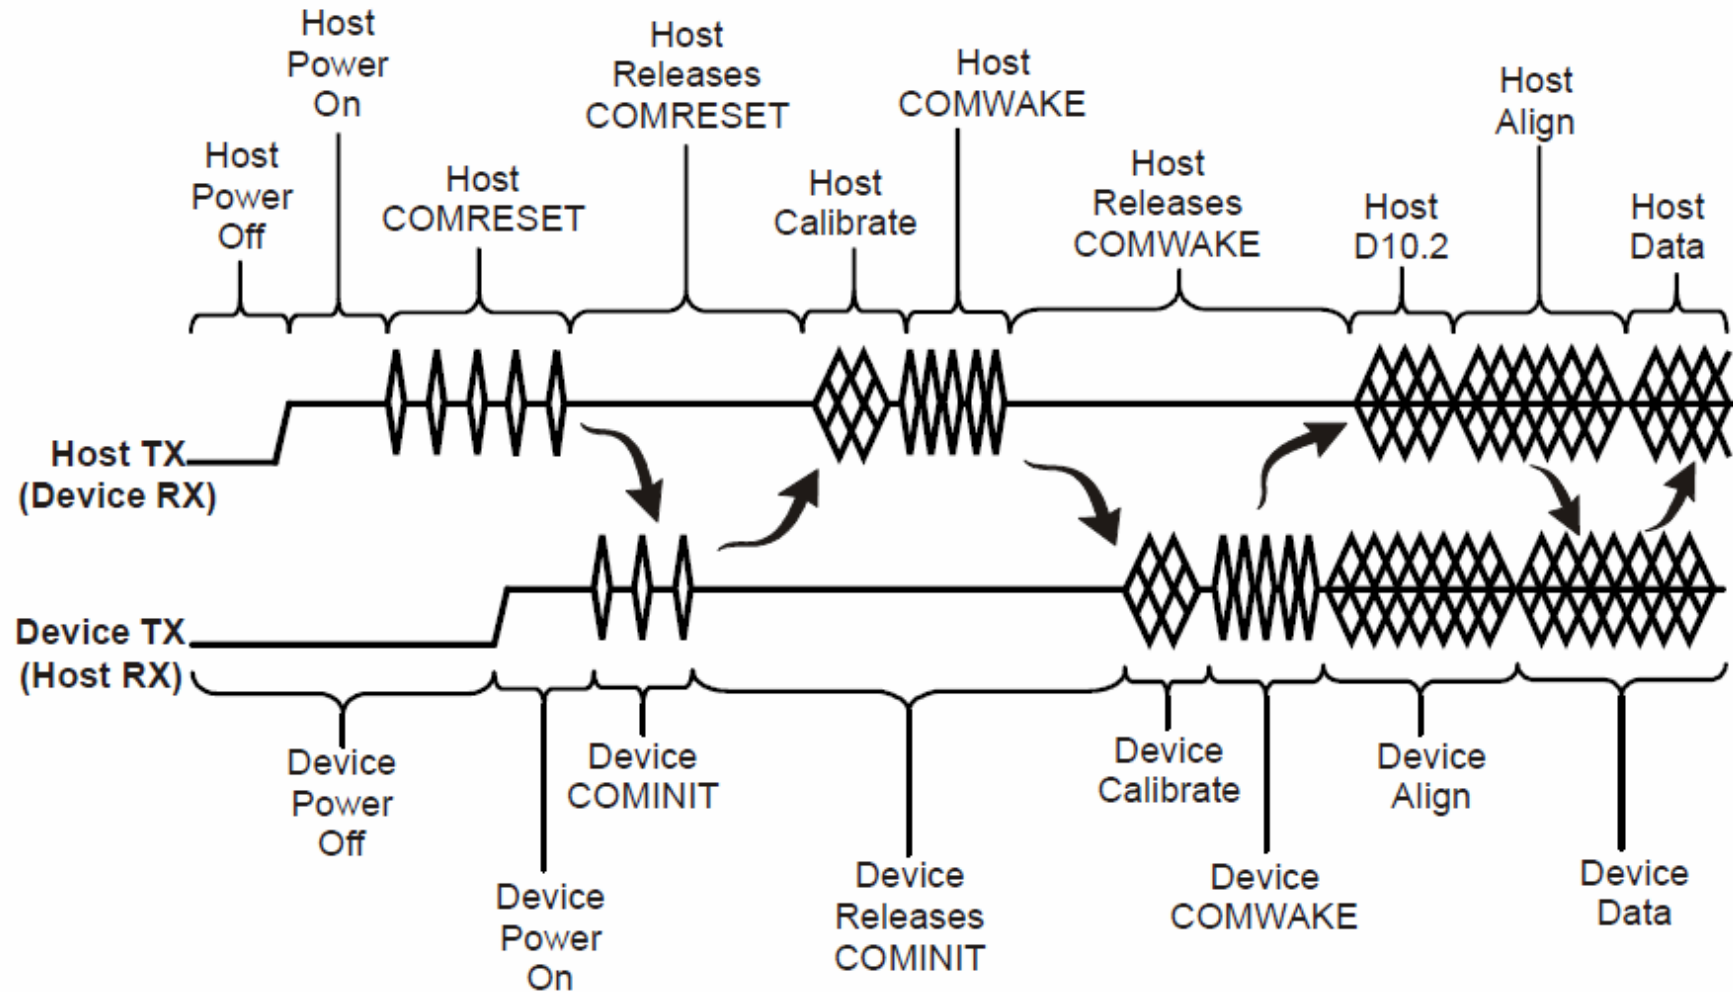 Host
Power
On
Host
Releases
COMRESET
Host
COMWAKE
Host
Align
Host
Power
Off
Host
COMRESET
Host
Calibrate
Host
Releases
COMWAKE
Host
D10.2
Host
Data
Host TX
(Device RX)
Device TX
(Host RX)
Device
Power
Off
Device
COMINIT
Device
Calibrate
Device
Align
Device
Power
On
Device
Releases
COMINIT
Device
COMWAKE
Device
Data